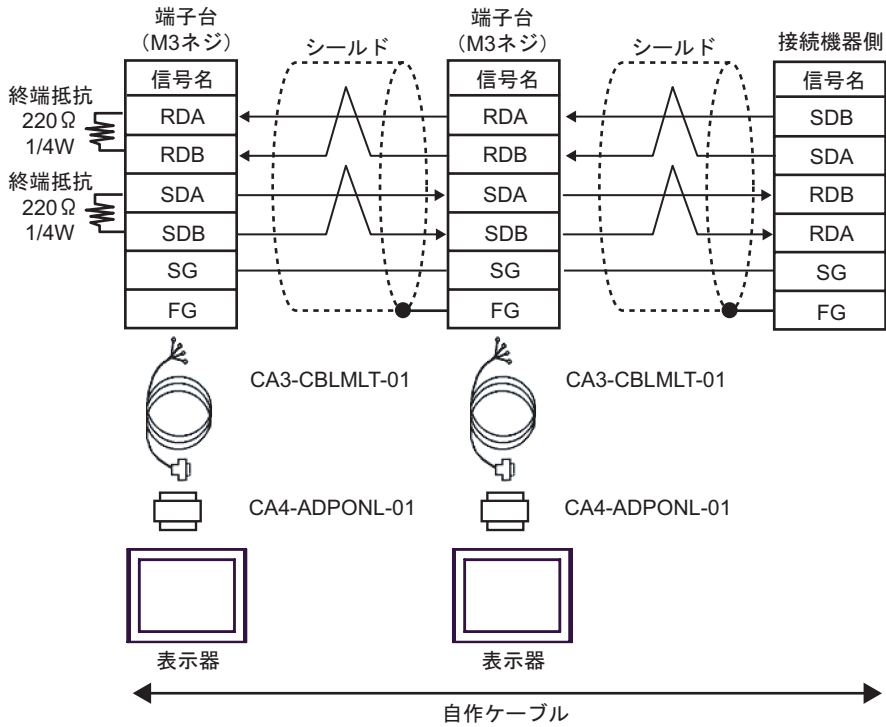 端子台
（M3ネジ）
シールド
端子台
（M3ネジ）
シールド
接続機器側
終端抵抗
220Ω
1/4W
終端抵抗
220Ω
1/4W
信号名
RDA
RDB
SDA
SDB
SG
FG
信号名
RDA
RDB
SDA
SDB
SG
FG
信号名
SDB
SDA
RDB
RDA
SG
FG
CA3-CBLMLT-01
CA3-CBLMLT-01
CA4-ADPONL-01
CA4-ADPONL-01
表示器
表示器
自作ケーブル